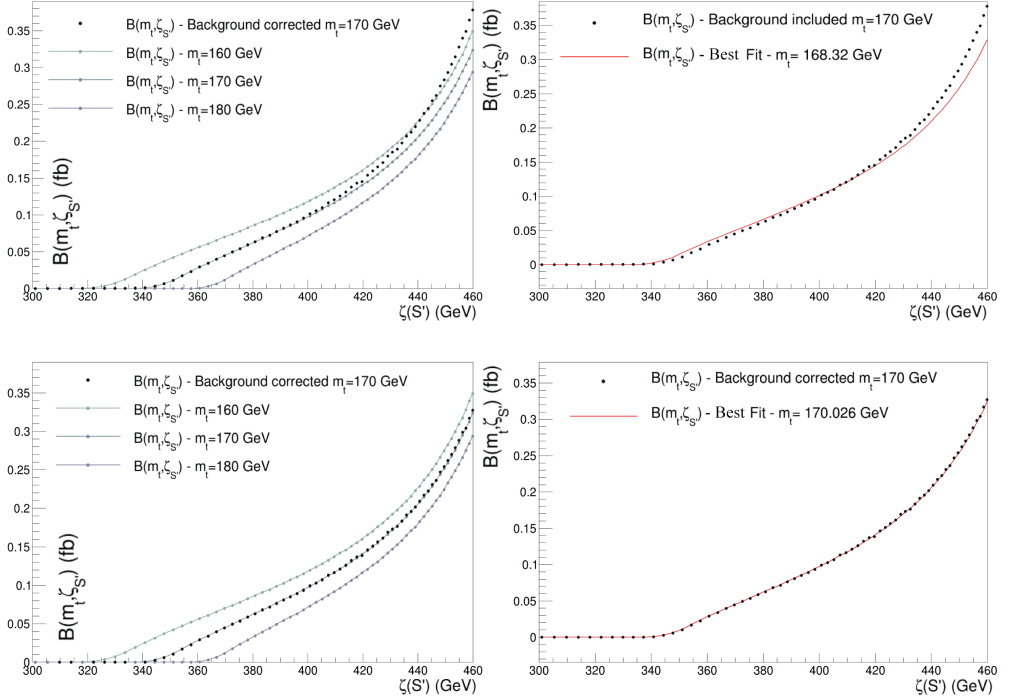 B(m_t,ζ_S') - Background corrected m_t=170 GeV
B(m_t,ζ_S') - m_t=160 GeV
B(m_t,ζ_S') - m_t=170 GeV
B(m_t,ζ_S') - m_t=180 GeV
B(m_t,ζ_S') (fb)
0.35
0.3
0.25
0.2
0.15
0.1
0.05
0
300 320 340 360 380 400 420 440 460
ζ(S') (GeV)
B(m_t,ζ_S') - Background included m_t=170 GeV
B(m_t,ζ_S') - Best Fit - m_t= 168.32 GeV
B(m_t,ζ_S') (fb)
0.35
0.3
0.25
0.2
0.15
0.1
0.05
0
300 320 340 360 380 400 420 440 460
ζ(S') (GeV)
B(m_t,ζ_S') - Background corrected m_t=170 GeV
B(m_t,ζ_S') - m_t=160 GeV
B(m_t,ζ_S') - m_t=170 GeV
B(m_t,ζ_S') - m_t=180 GeV
B(m_t,ζ_S') (fb)
0.35
0.3
0.25
0.2
0.15
0.1
0.05
0
300 320 340 360 380 400 420 440 460
ζ(S') (GeV)
B(m_t,ζ_S') - Background corrected m_t=170 GeV
B(m_t,ζ_S') - Best Fit - m_t= 170.026 GeV
B(m_t,ζ_S') (fb)
0.35
0.3
0.25
0.2
0.15
0.1
0.05
0
300 320 340 360 380 400 420 440 460
ζ(S') (GeV)